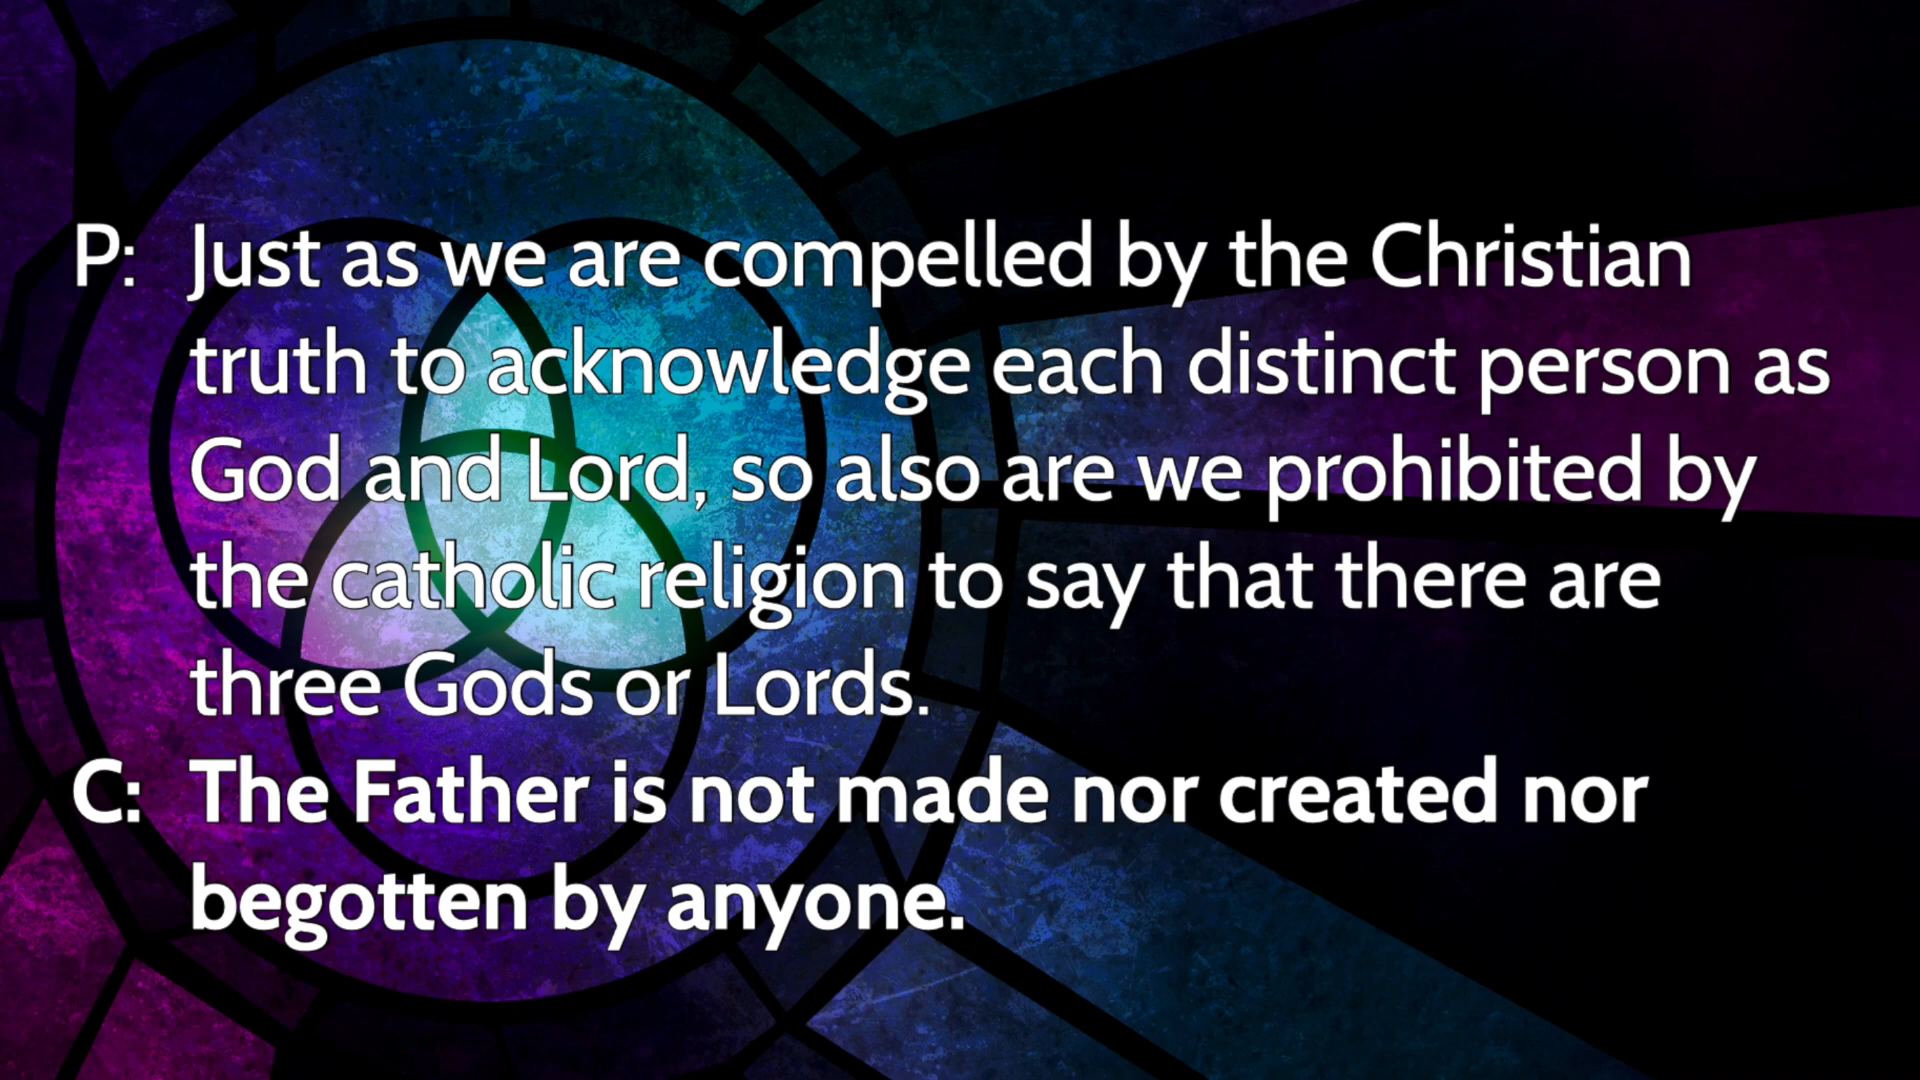 P: Just as we are compelled by the Christian
truth to acknowledge each distinct person as
God and Lord, so also are we prohibited by
the catholic religion to say that there are
three Gods or Lords.
C: The Father is not made nor created nor
begotten by anyone.